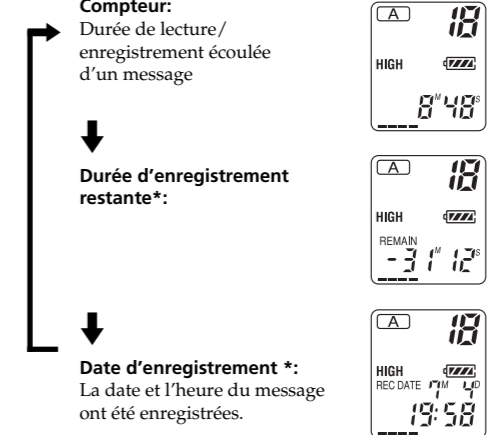 Compteur:
Durée de lecture/
enregistrement écoulée
d'un message
A 18
HIGH
8M48S
Durée d'enregistrement
restante*:
A 18
HIGH
REMAIN
-31M12S
Date d'enregistrement *:
La date et l'heure du message
ont été enregistrées.
A 18
HIGH
REC DATE 7M 4D
19:58